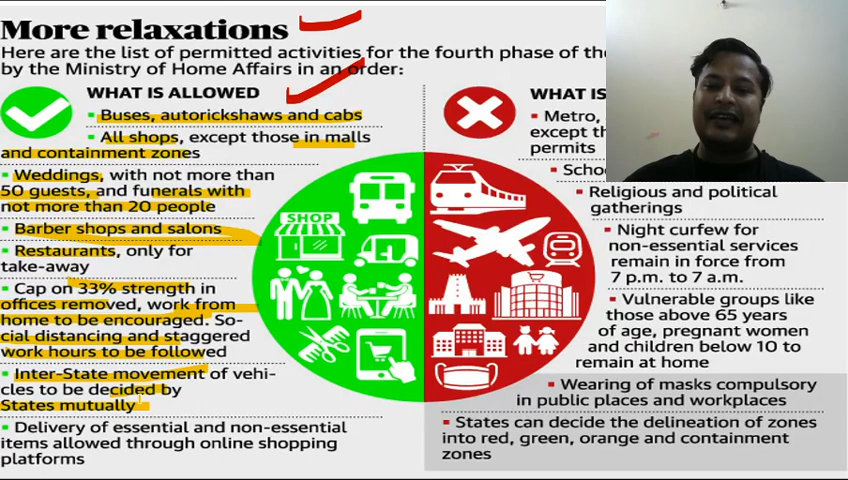 More relaxations
Here are the list of permitted activities for the fourth phase of the
by the Ministry of Home Affairs in an order:
WHAT IS ALLOWED
▪ Buses, autorickshaws and cabs
▪ All shops, except those in malls
and containment zones
▪ Weddings, with not more than
50 guests, and funerals with
not more than 20 people
▪ Barber shops and salons
▪ Restaurants, only for
take-away
▪ Cap on 33% strength in
offices removed, work from
home to be encouraged. So-
cial distancing and staggered
work hours to be followed
▪ Inter-State movement of vehi-
cles to be decided by
States mutually
▪ Delivery of essential and non-essential
items allowed through online shopping
platforms
SHOP
WHAT IS
▪ Metro,
except
permits
▪ Religious and political
gatherings
▪ Night curfew for
non-essential services
remain in force from
7 p.m. to 7 a.m.
▪ Vulnerable groups like
those above 65 years
of age, pregnant women
and children below 10 to
remain at home
▪ Wearing of masks compulsory
in public places and workplaces
▪ States can decide the delineation of zones
into red, green, orange and containment
zones